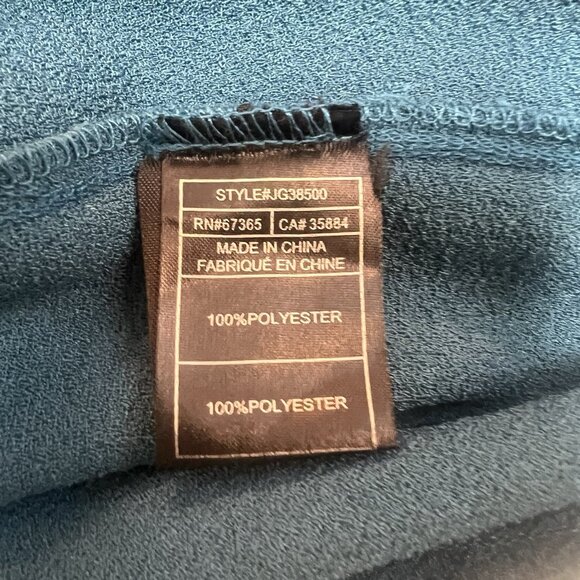 STYLE#JG38500
RN#67365 CA# 35884
MADE IN CHINA
FABRIQUÉ EN CHINE
100%POLYESTER
100%POLYESTER